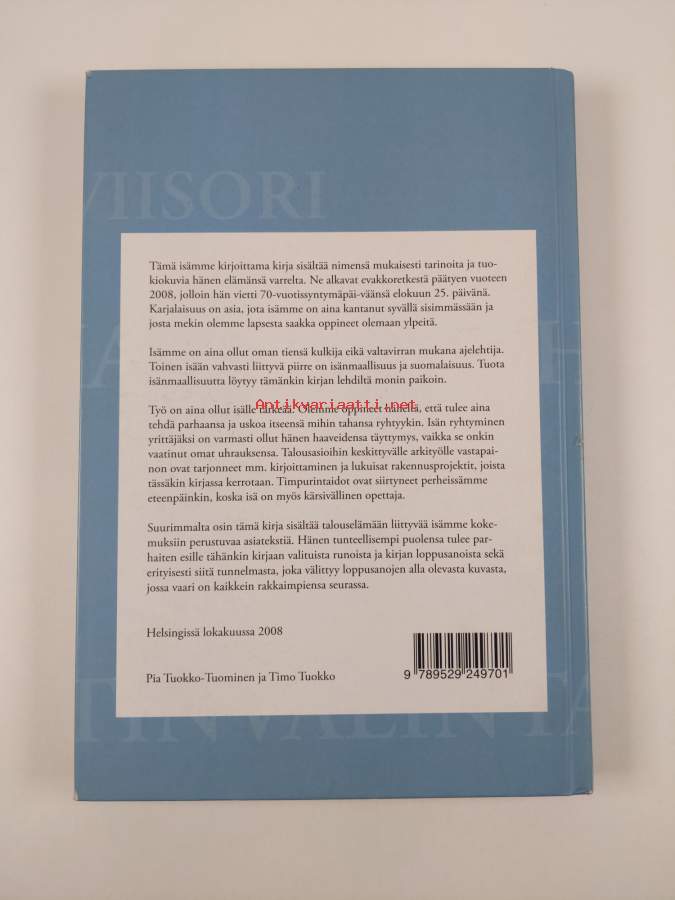 VIISORI
Tämä isämme kirjoittama kirja sisältää nimensä mukaisesti tarinoita ja tuo-
kiokuvia hänen elämänsä varrelta. Ne alkavat evakkoretkestä päätyen vuoteen
2008, jolloin hän vietti 70-vuotissyntymäpäi-väänsä elokuun 25. päivänä.
Karjalaisuus on asia, jota isämme on aina kantanut syvällä sisimmässään ja
josta mekin olemme lapsesta saakka oppineet olemaan ylpeitä.
Isämme on aina ollut oman tiensä kulkija eikä valtavirran mukana ajelehtija.
Toinen isään vahvasti liittyvä piirre on isänmaallisuus ja suomalaisuus. Tuota
isänmaallisuutta löytyy tämänkin kirjan lehdiltä monin paikoin.
Antikvariaatti.net
Työ on aina ollut isälle tärkeää. Olemme oppineet häneltä, että tulee aina
tehdä parhaansa ja uskoa itseensä mihin tahansa ryhtyykin. Isän ryhtyminen
yrittäjäksi on varmasti ollut hänen haaveidensa täyttymys, vaikka se onkin
vaatinut omat uhrauksensa. Talousasioihin keskittyvälle arkityölle vastapai-
non ovat tarjonneet mm. kirjoittaminen ja lukuisat rakennusprojektit, joista
tässäkin kirjassa kerrotaan. Timpurintaidot ovat siirtyneet perheissämme
eteenpäinkin, koska isä on myös kärsivällinen opettaja.
Suurimmalta osin tämä kirja sisältää talouselämään liittyvää isämme koke-
muksiin perustuvaa asiatekstiä. Hänen tunteellisempi puolensa tulee par-
haiten esille tähänkin kirjaan valituista runoista ja kirjan loppusanoista sekä
erityisesti siitä tunnelmasta, joka välittyy loppusanojen alla olevasta kuvasta,
jossa vaari on kaikkein rakkaimpiensa seurassa.
Helsingissä lokakuussa 2008
Pia Tuokko-Tuominen ja Timo Tuokko
9 789529 249701
TINVALINTA